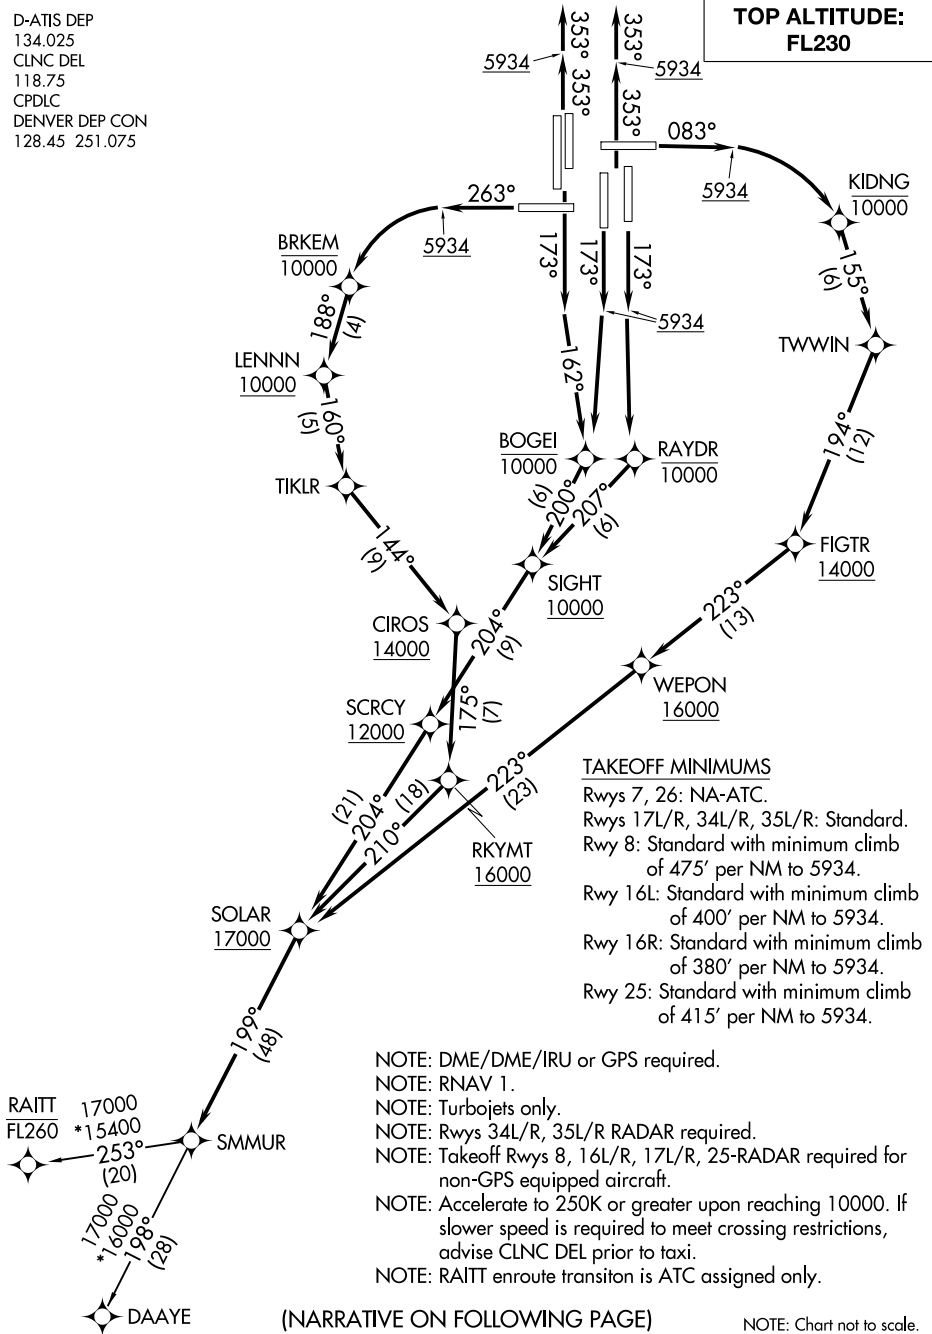 D-ATIS DEP
134.025
CLNC DEL
118.75
CPDLC
DENVER DEP CON
128.45 251.075
TOP ALTITUDE:
FL230
353°
353°
5934
5934
353°
353°
083°
5934
KIDNG
10000
263°
5934
BRKEM
10000
173°
173°
173°
155°
(6)
188°
(4)
5934
TWWIN
LENNN
10000
162°
160°
(5)
194°
(12)
BOGEI
10000
RAYDR
10000
TIKLR
(6)
200°
207°
(6)
144°
(9)
FIGTR
14000
SIGHT
10000
223°
(13)
CIROS
14000
204°
(9)
WEPON
16000
175°
(7)
SCRCY
12000
223°
(23)
(21)
204°
(18)
210°
RKYMT
16000
TAKEOFF MINIMUMS
Rwys 7, 26: NA-ATC.
Rwys 17L/R, 34L/R, 35L/R: Standard.
Rwy 8: Standard with minimum climb
of 475' per NM to 5934.
Rwy 16L: Standard with minimum climb
of 400' per NM to 5934.
Rwy 16R: Standard with minimum climb
of 380' per NM to 5934.
Rwy 25: Standard with minimum climb
of 415' per NM to 5934.
SOLAR
17000
199°
(48)
RAITT
FL260
17000
*15400
253°
(20)
SMMUR
17000
*16000
198°
(28)
DAAYE
NOTE: DME/DME/IRU or GPS required.
NOTE: RNAV 1.
NOTE: Turbojets only.
NOTE: Rwys 34L/R, 35L/R RADAR required.
NOTE: Takeoff Rwys 8, 16L/R, 17L/R, 25-RADAR required for
non-GPS equipped aircraft.
NOTE: Accelerate to 250K or greater upon reaching 10000. If
slower speed is required to meet crossing restrictions,
advise CLNC DEL prior to taxi.
NOTE: RAITT enroute transiton is ATC assigned only.
(NARRATIVE ON FOLLOWING PAGE)
NOTE: Chart not to scale.